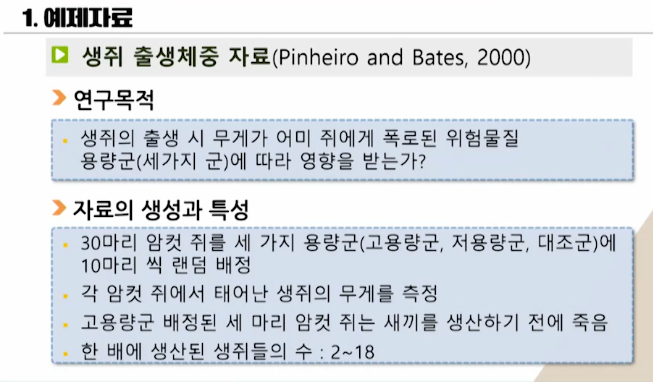 1. 예제자료
생쥐 출생체중 자료(Pinheiro and Bates, 2000)
연구목적
생쥐의 출생 시 무게가 어미 쥐에게 폭로된 위험물질
용량군(세가지 군)에 따라 영향을 받는가?
자료의 생성과 특성
30마리 암컷 쥐를 세 가지 용량군(고용량군, 저용량군, 대조군)에
10마리 씩 랜덤 배정
각 암컷 쥐에서 태어난 생쥐의 무게를 측정
고용량군 배정된 세 마리 암컷 쥐는 새끼를 생산하기 전에 죽음
한 배에 생산된 생쥐들의 수 : 2~18